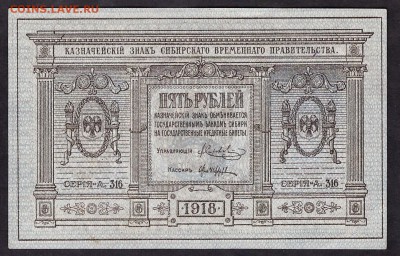 COINS.LAVE.RU
КАЗНАЧЕЙСКІЙ ЗНАКЪ СИБИРСКАГО ВРЕМЕННАГО ПРАВИТЕЛЬСТВА.
ПЯТЬ РУБЛЕЙ
КАЗНАЧЕЙСКІЙ ЗНАКЪ ОБМѢНИВАЕТСЯ
ГОСУДАРСТВЕННЫМЪ БАНКОМЪ СИБИРИ
НА ГОСУДАРСТВЕННЫЕ КРЕДИТНЫЕ БИЛЕТЫ.
УПРАВЛЯЮЩІЙ
КАССИРЪ
СЕРІЯ-А. 316
СЕРІЯ-А. 316
·1918·